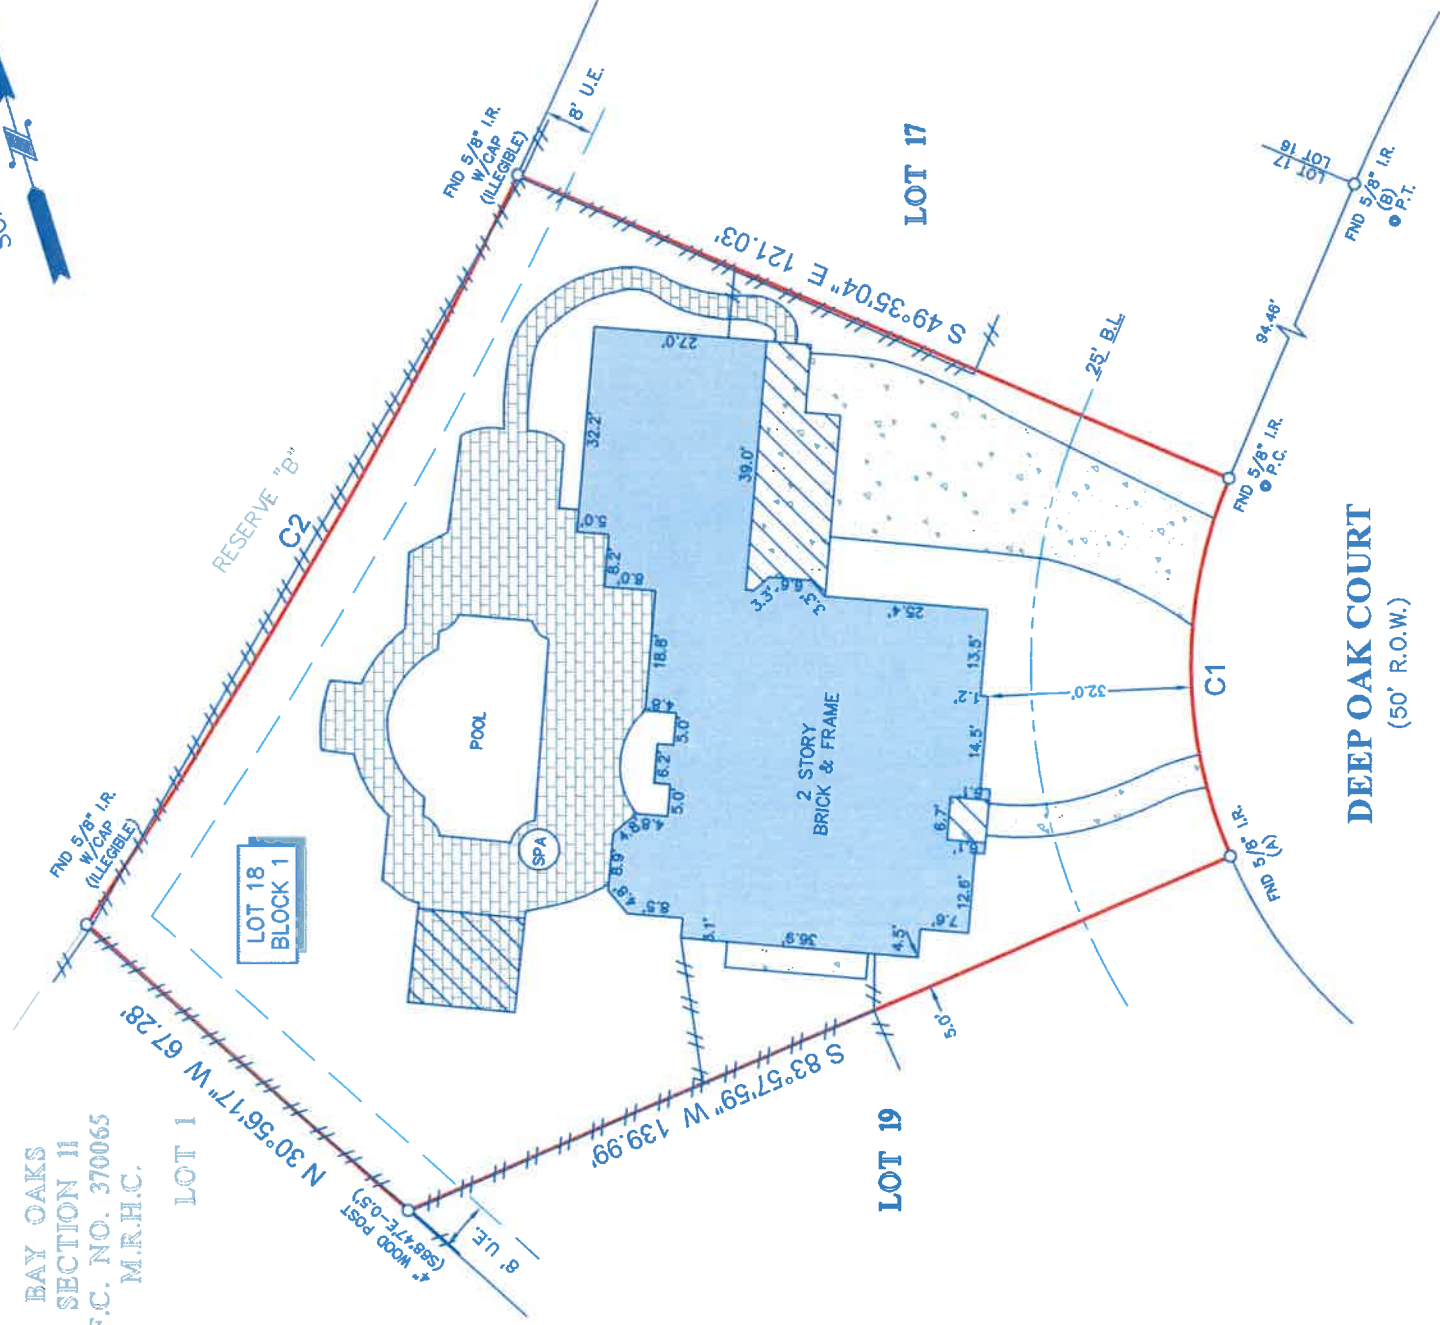 30'
FND 5/8" I.R.
W/CAP
(ILLEGIBLE)
8' U.E.
LOT 17
LOT 17
LOT 16
FND 5/8" I.R.
(B)
P.T.
94.46'
S 49°35'04" E 121.03'
25' B.L.
FND 5/8" I.R.
P.C.
RESERVE "B"
C2
27.0'
32.2'
39.0'
5.0'
8.2'
8.0'
3.3'
6.6'
3.3'
25.4'
18.8'
13.5'
1.2'
32.0'
C1
14.5'
POOL
SPA
2 STORY
BRICK & FRAME
5.0'
6.2'
5.0'
4.8'
4.8'
8.9'
4.8'
8.5'
36.9'
4.5'
7.6'
12.6'
6.7'
FND 5/8" I.R.
W/CAP
(ILLEGIBLE)
LOT 18
BLOCK 1
FND 5/8" I.R.
(A)
5.0'
DEEP OAK COURT
(50' R.O.W.)
N 30°56'17" W 67.28'
S 83°57'59" W 139.99'
LOT 19
4" WOOD POST
(S68°47'E-0.5')
8' U.E.
BAY OAKS
SECTION 11
F.C. NO. 370065
M.R.H.C.
LOT 1